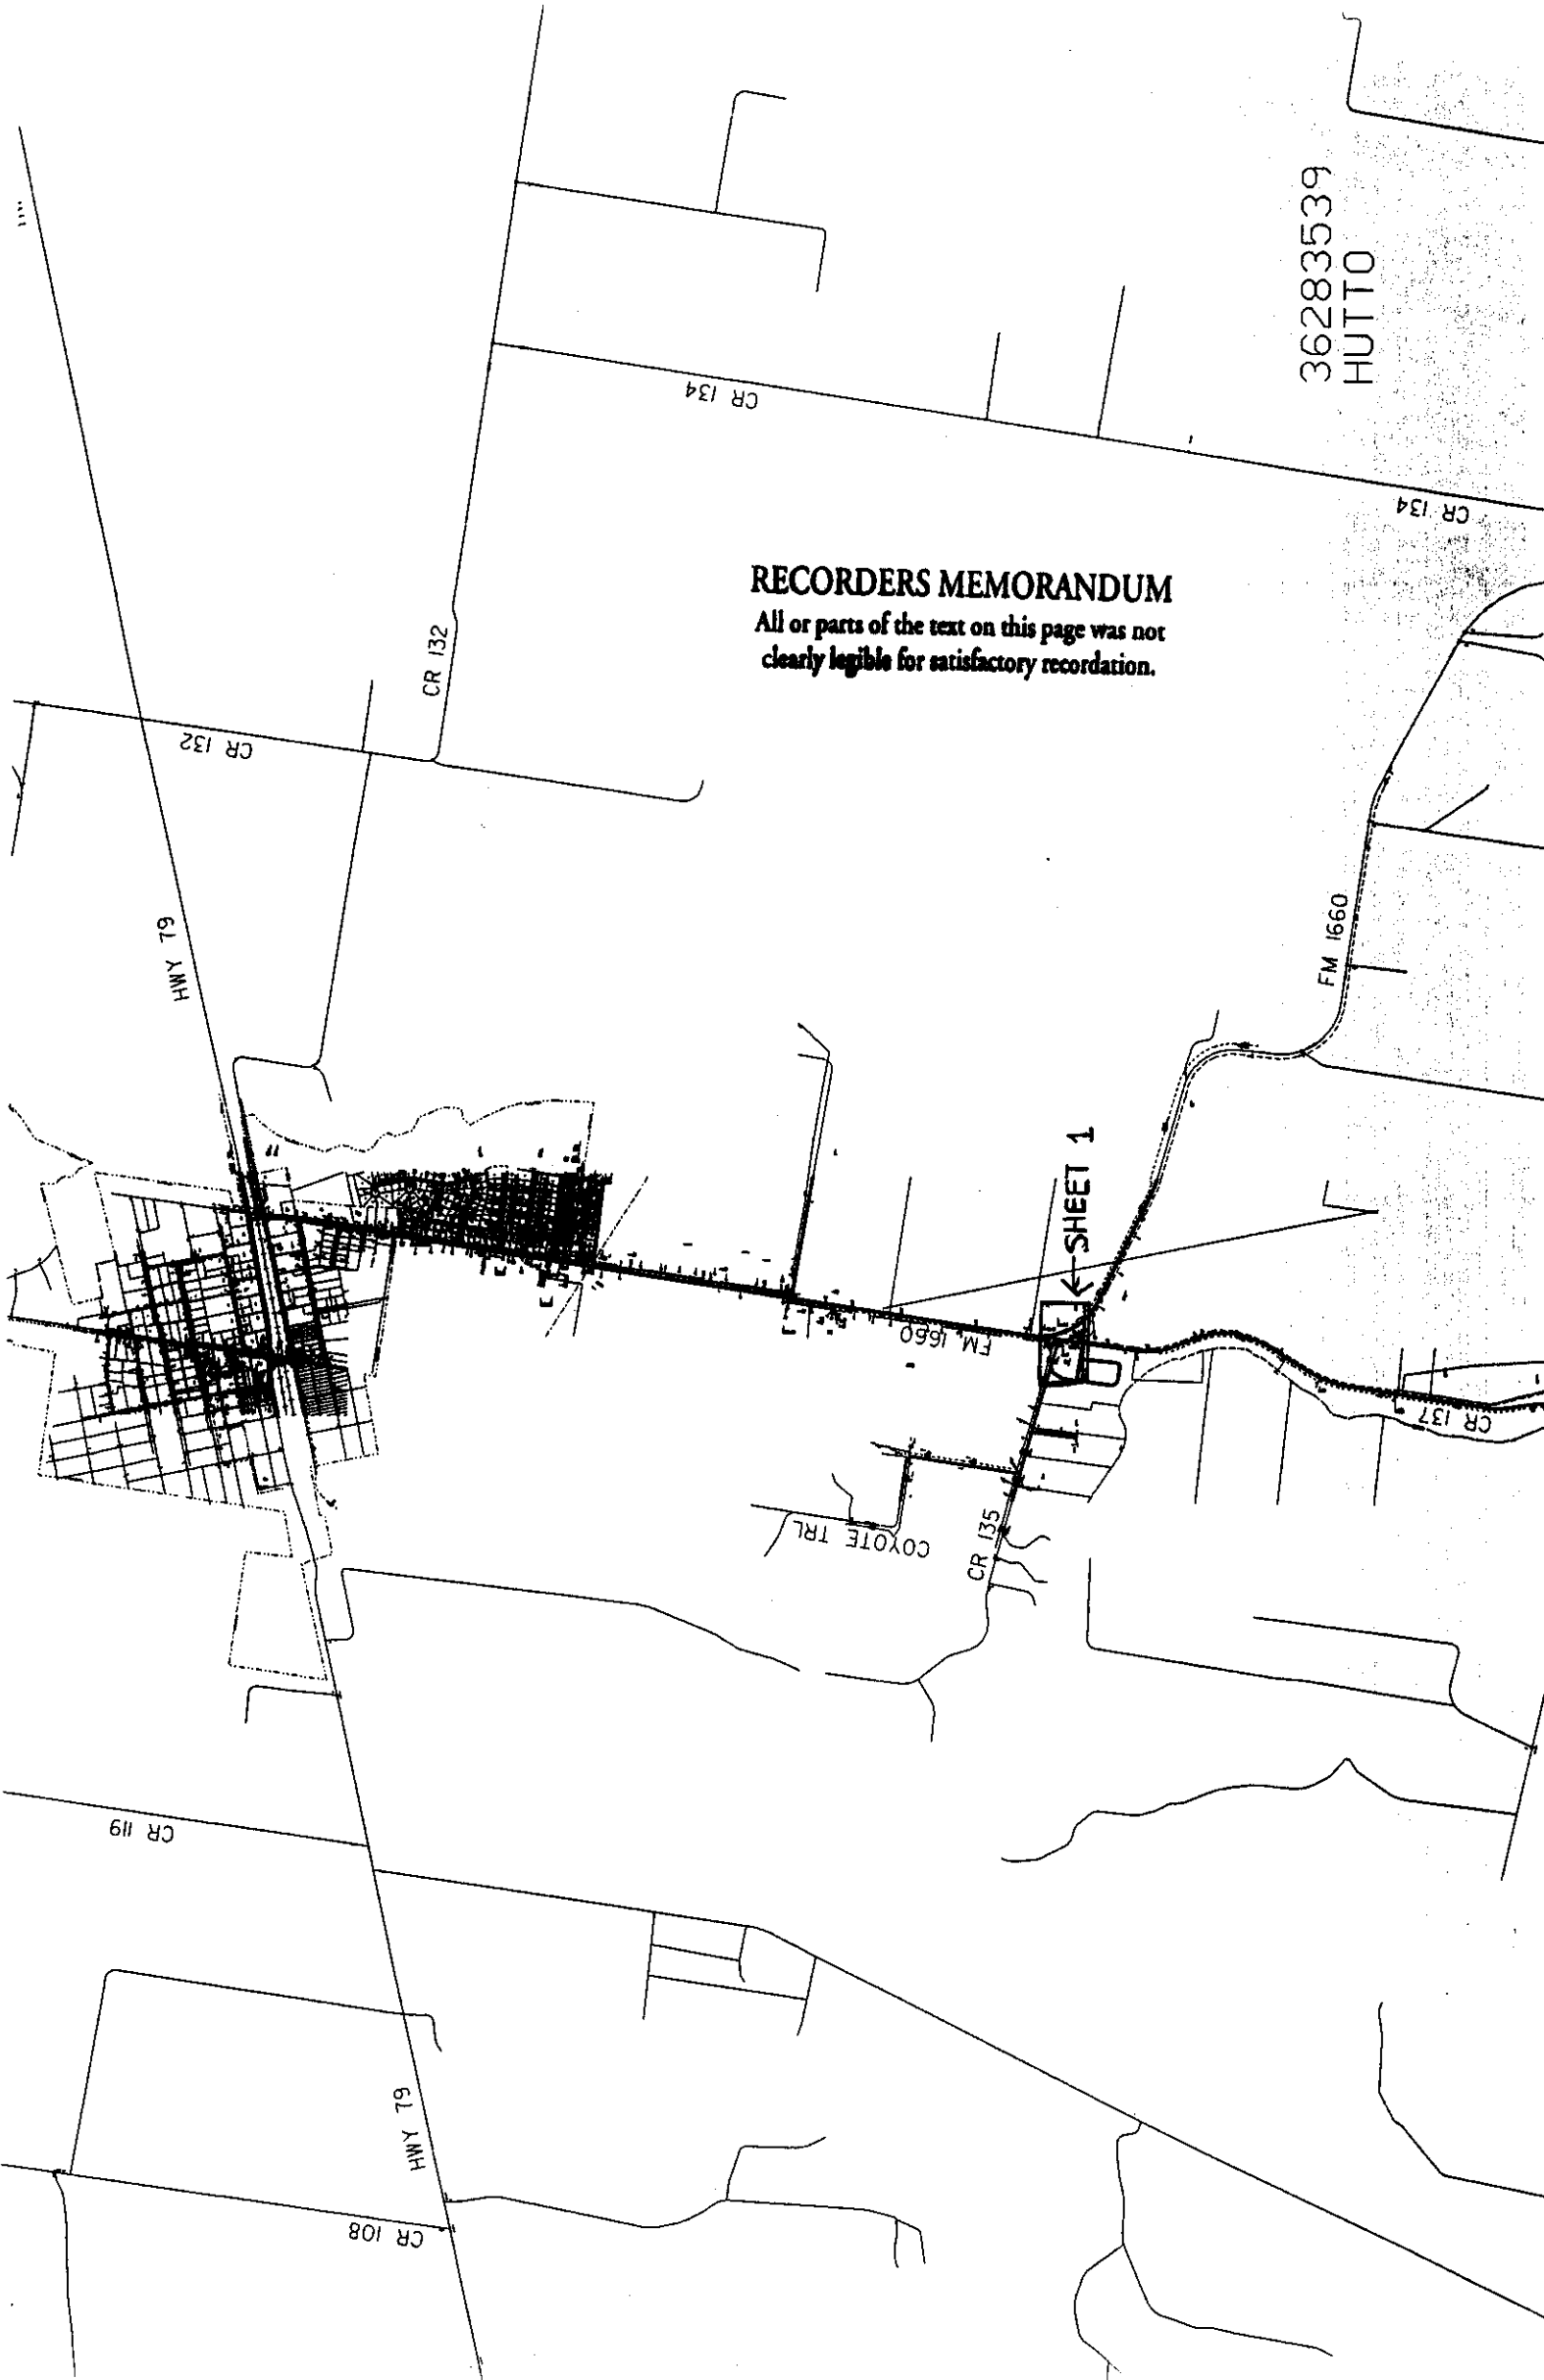 36283539
HUTTO
CR 134
CR 134
RECORDERS MEMORANDUM
All or parts of the text on this page was not
clearly legible for satisfactory recordation.
CR 132
CR 132
HWY 79
FM 1660
←SHEET 1
FM 1660
CR 137
COYOTE TRL
CR 135
CR 119
HWY 79
CR 108